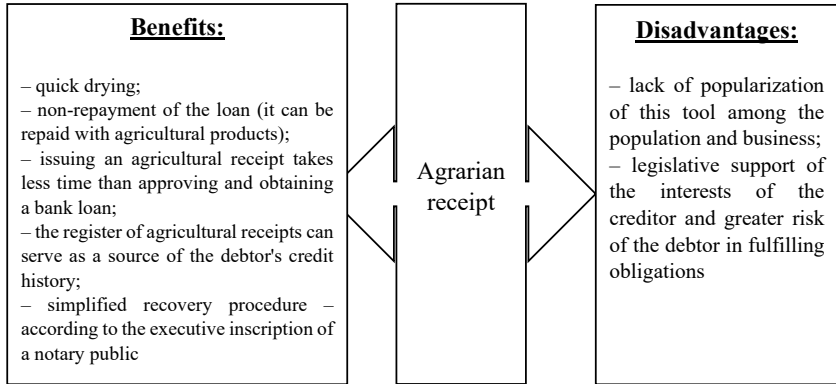 Benefits:
– quick drying;
– non-repayment of the loan (it can be
repaid with agricultural products);
– issuing an agricultural receipt takes
less time than approving and obtaining
a bank loan;
– the register of agricultural receipts can
serve as a source of the debtor's credit
history;
– simplified recovery procedure –
according to the executive inscription of
a notary public
Agrarian
receipt
Disadvantages:
– lack of popularization
of this tool among the
population and business;
– legislative support of
the interests of the
creditor and greater risk
of the debtor in fulfilling
obligations